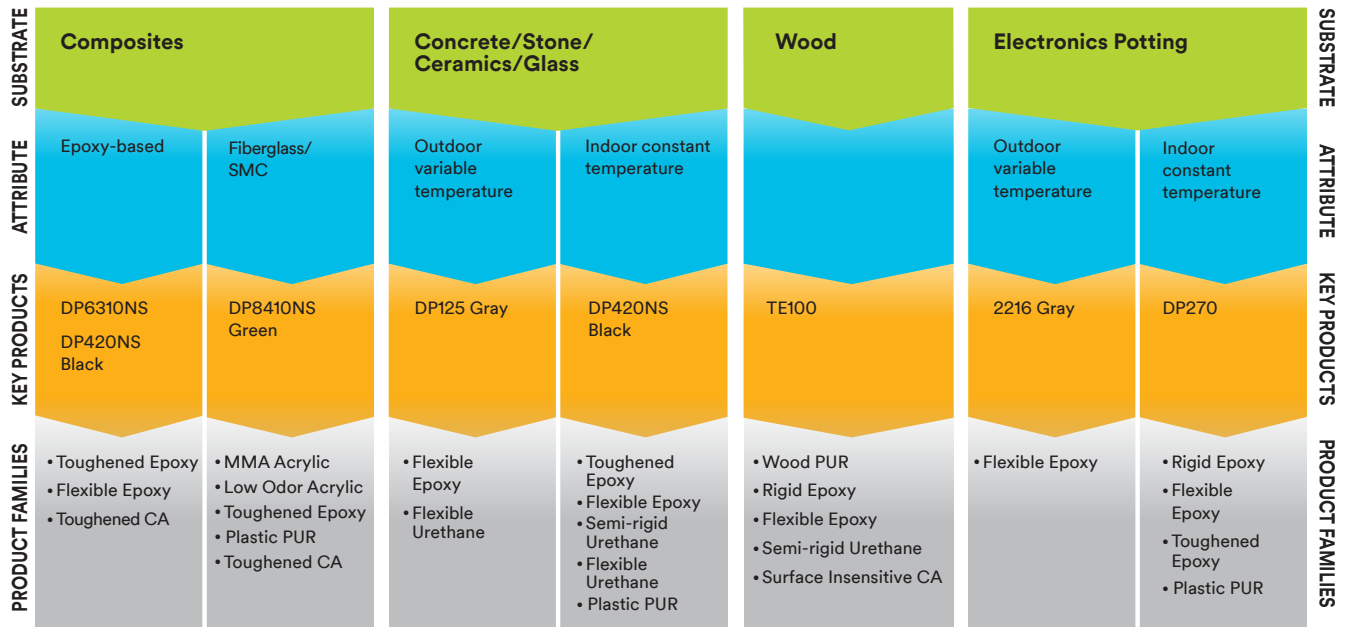 SUBSTRATE
Composites
Concrete/Stone/
Ceramics/Glass
Wood
Electronics Potting
SUBSTRATE
ATTRIBUTE
Epoxy-based
Fiberglass/
SMC
Outdoor
variable
temperature
Indoor constant
temperature
Outdoor
variable
temperature
Indoor
constant
temperature
ATTRIBUTE
KEY PRODUCTS
DP6310NS
DP420NS
Black
DP8410NS
Green
DP125 Gray
DP420NS
Black
TE100
2216 Gray
DP270
KEY PRODUCTS
PRODUCT FAMILIES
• Toughened Epoxy
• Flexible Epoxy
• Toughened CA
• MMA Acrylic
• Low Odor Acrylic
• Toughened Epoxy
• Plastic PUR
• Toughened CA
• Flexible
Epoxy
• Flexible
Urethane
• Toughened
Epoxy
• Flexible Epoxy
• Semi-rigid
Urethane
• Flexible
Urethane
• Plastic PUR
• Wood PUR
• Rigid Epoxy
• Flexible Epoxy
• Semi-rigid Urethane
• Surface Insensitive CA
• Flexible Epoxy
• Rigid Epoxy
• Flexible
Epoxy
• Toughened
Epoxy
• Plastic PUR
PRODUCT FAMILIES